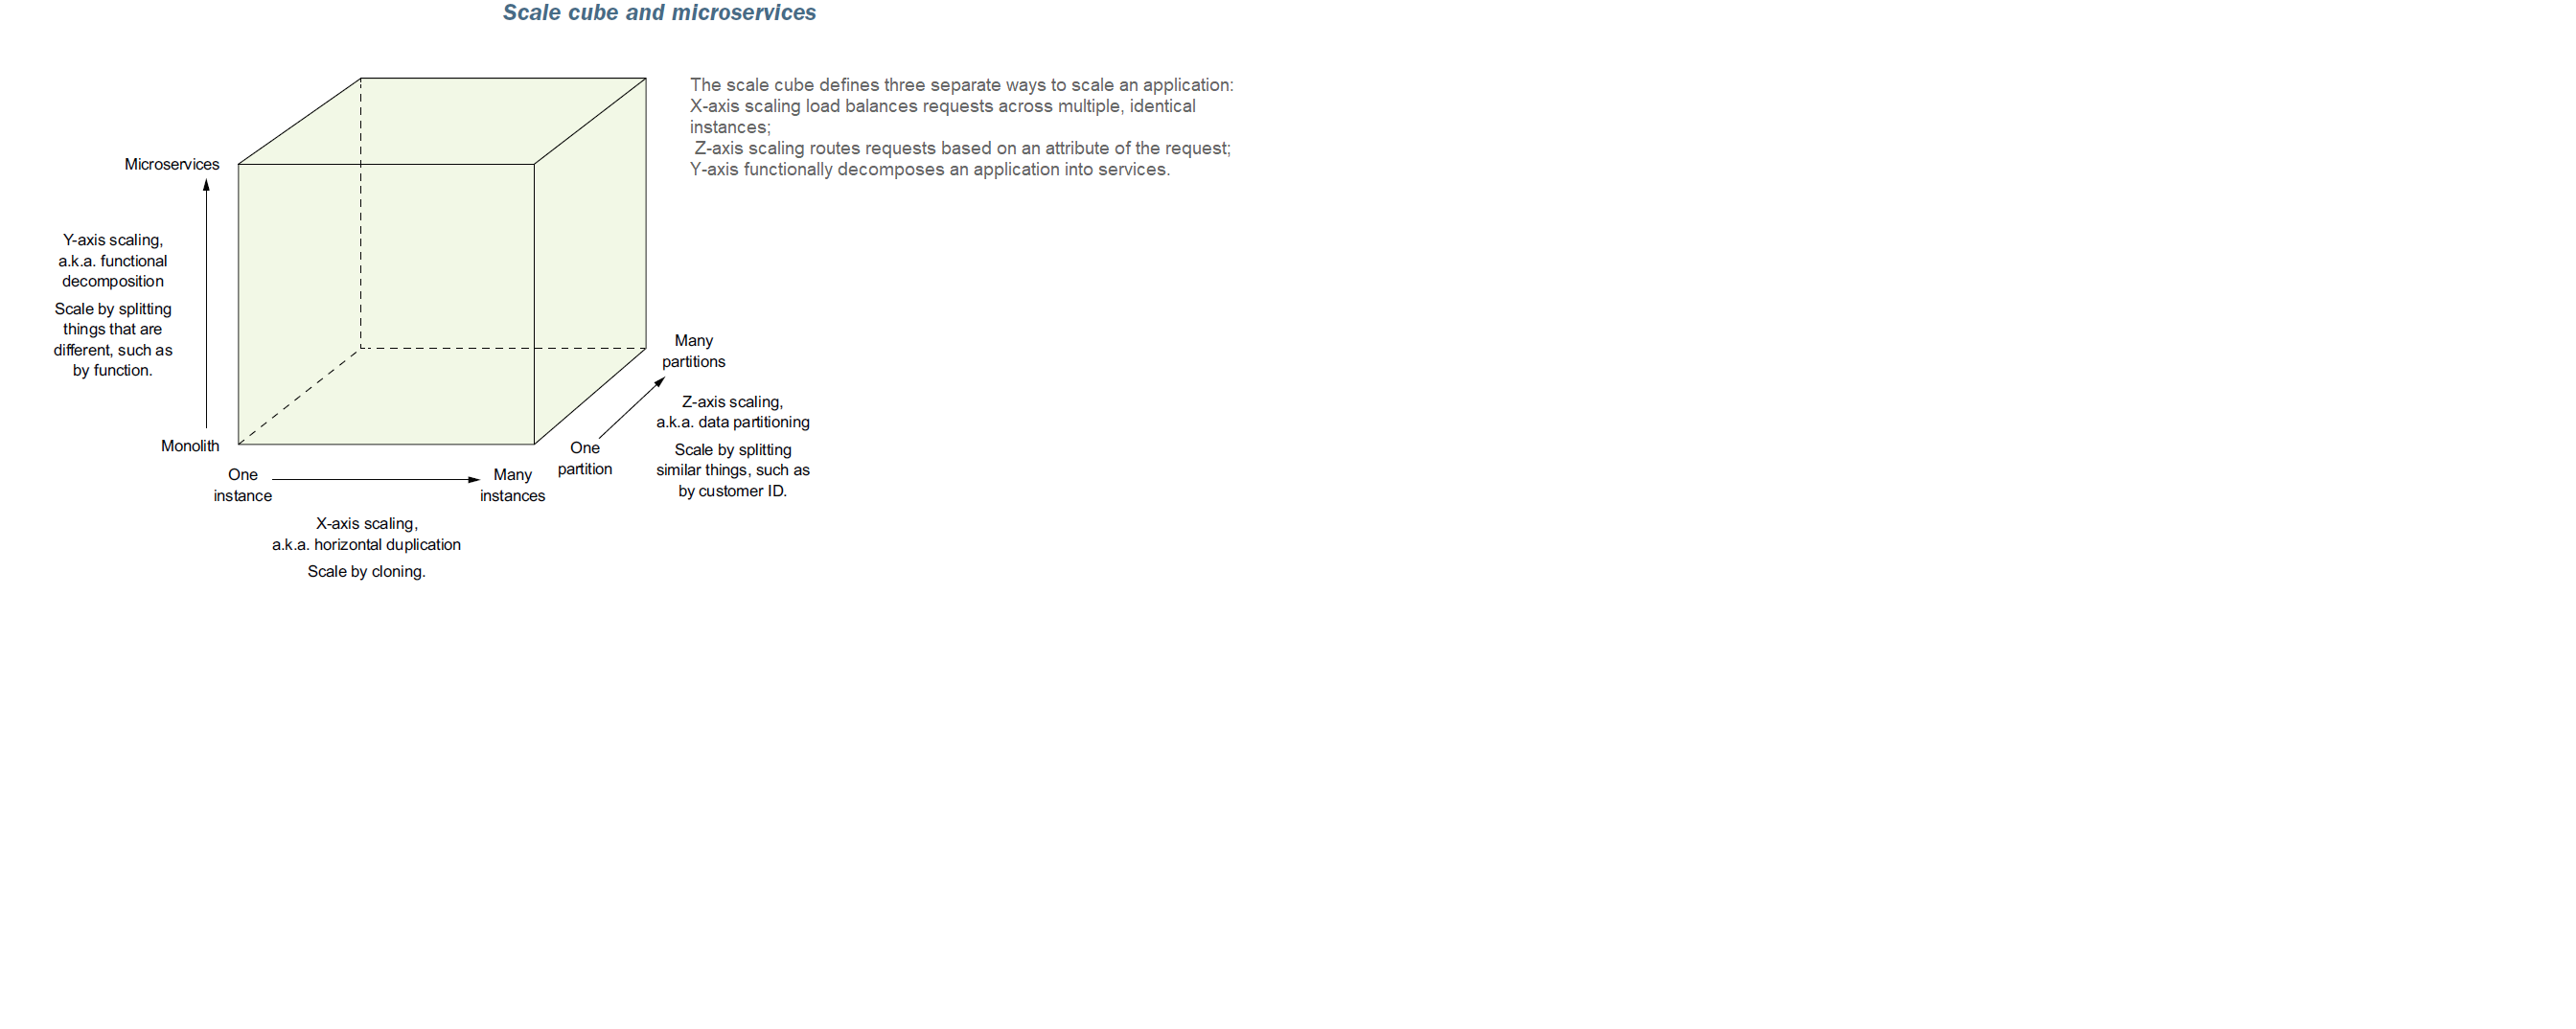 Scale cube and microservices
The scale cube defines three separate ways to scale an application:
X-axis scaling load balances requests across multiple, identical
instances;
Z-axis scaling routes requests based on an attribute of the request;
Y-axis functionally decomposes an application into services.
Microservices
Y-axis scaling,
a.k.a. functional
decomposition
Scale by splitting
things that are
different, such as
by function.
Monolith
One
instance
Many
instances
X-axis scaling,
a.k.a. horizontal duplication
Scale by cloning.
One
partition
Many
partitions
Z-axis scaling,
a.k.a. data partitioning
Scale by splitting
similar things, such as
by customer ID.